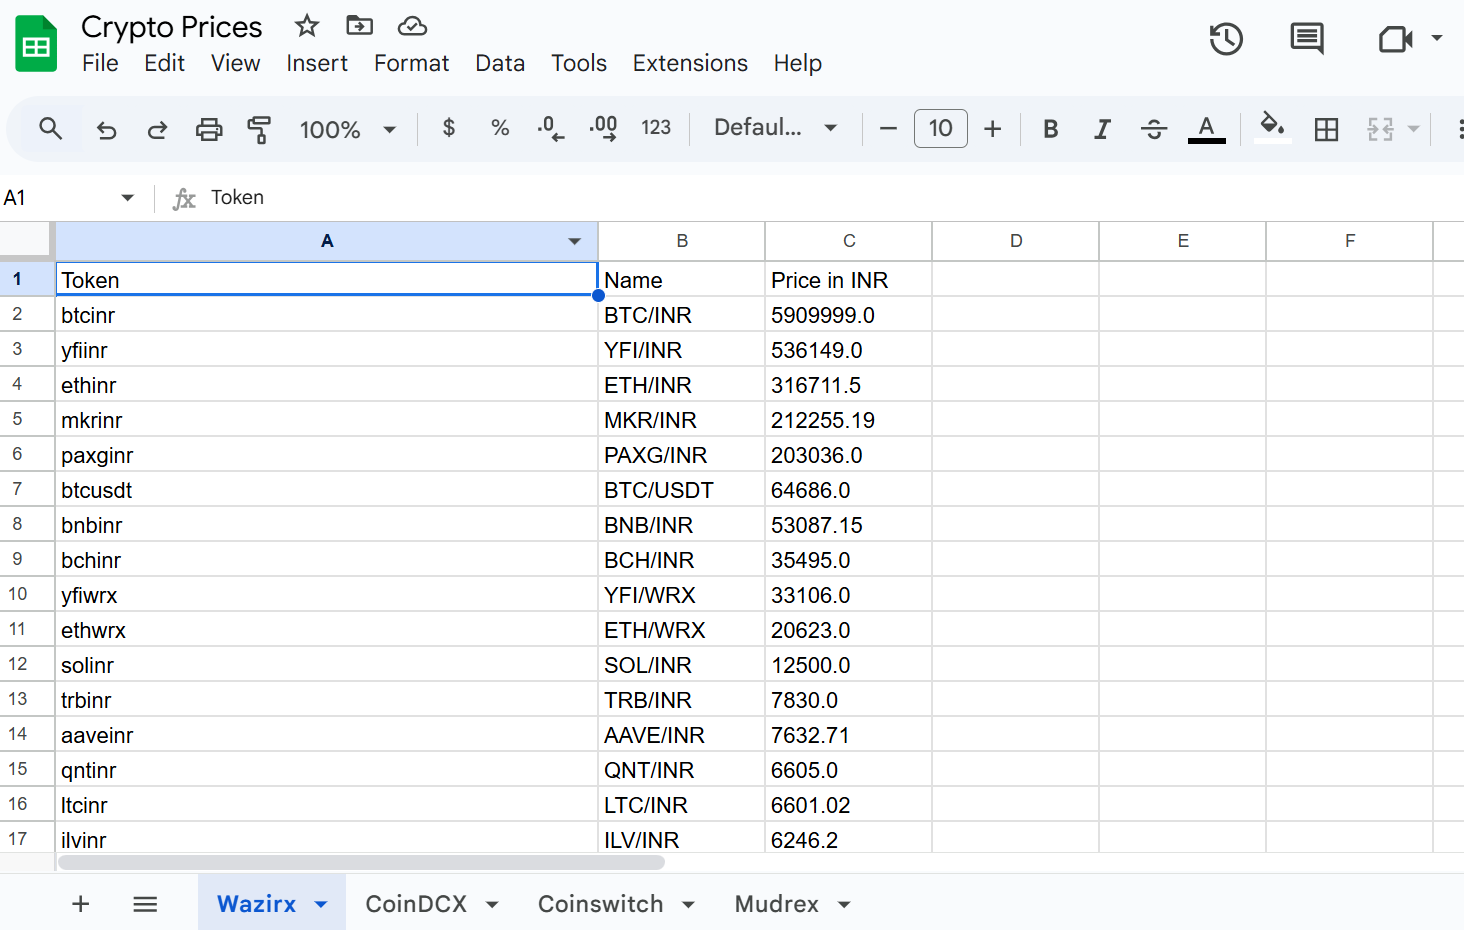 Crypto Prices
File Edit View Insert Format Data Tools Extensions Help
100% $ % .0 .00 123 Defaul... 10 B I S A
A1 fx Token
A B C D E F
1 Token Name Price in INR
2 btcinr BTC/INR 5909999.0
3 yfiinr YFI/INR 536149.0
4 ethinr ETH/INR 316711.5
5 mkrinr MKR/INR 212255.19
6 paxginr PAXG/INR 203036.0
7 btcusdt BTC/USDT 64686.0
8 bnbinr BNB/INR 53087.15
9 bchinr BCH/INR 35495.0
10 yfiwrx YFI/WRX 33106.0
11 ethwrx ETH/WRX 20623.0
12 solinr SOL/INR 12500.0
13 trbinr TRB/INR 7830.0
14 aaveinr AAVE/INR 7632.71
15 qntinr QNT/INR 6605.0
16 ltcinr LTC/INR 6601.02
17 ilvinr ILV/INR 6246.2
Wazirx CoinDCX Coinswitch Mudrex